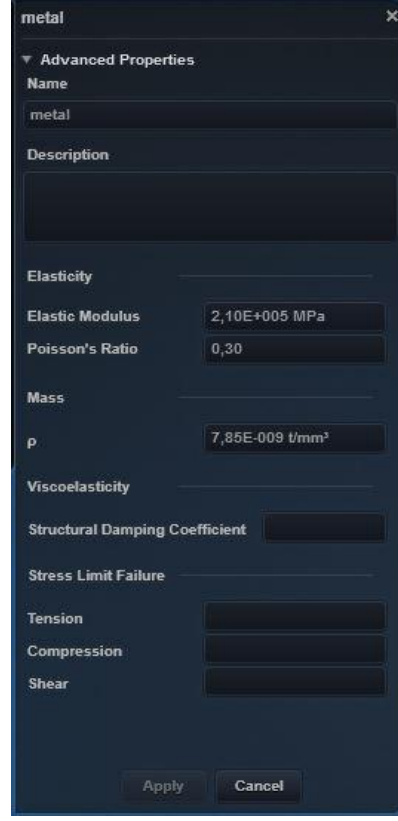 metal ×
▼ Advanced Properties
Name
metal
Description
Elasticity
Elastic Modulus 2,10E+005 MPa
Poisson's Ratio 0,30
Mass
ρ 7,85E-009 t/mm³
Viscoelasticity
Structural Damping Coefficient
Stress Limit Failure
Tension
Compression
Shear
Apply Cancel